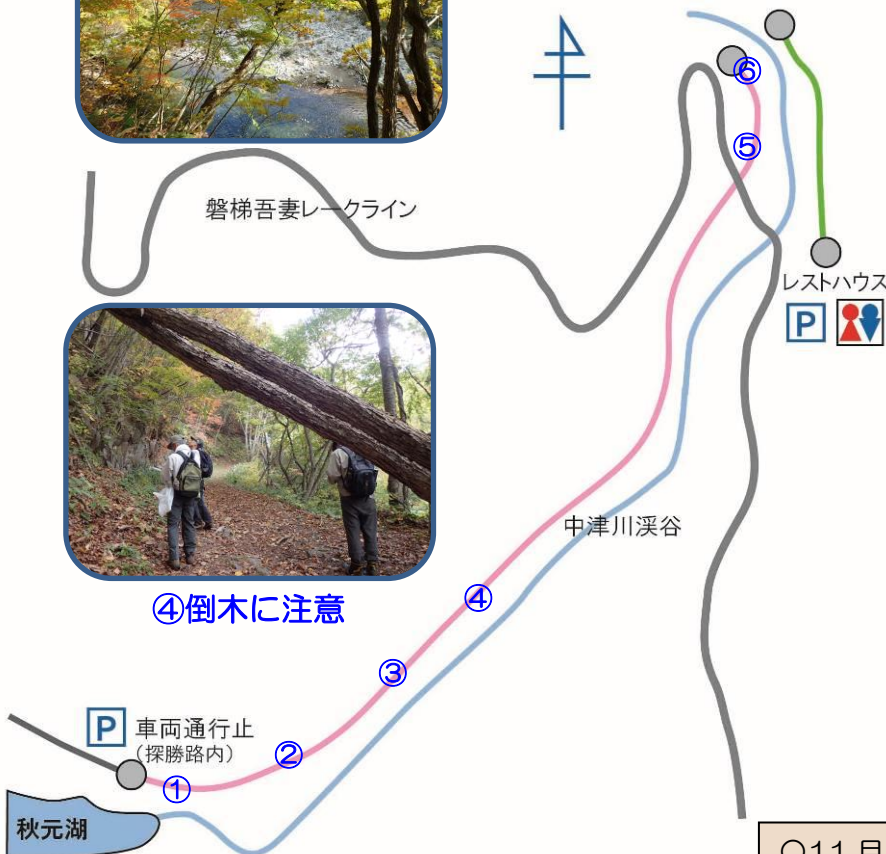 ⑥
⑤
磐梯吾妻レークライン
レストハウス
P
中津川渓谷
④倒木に注意
④
③
P 車両通行止
(探勝路内)
②
①
秋元湖
○11月